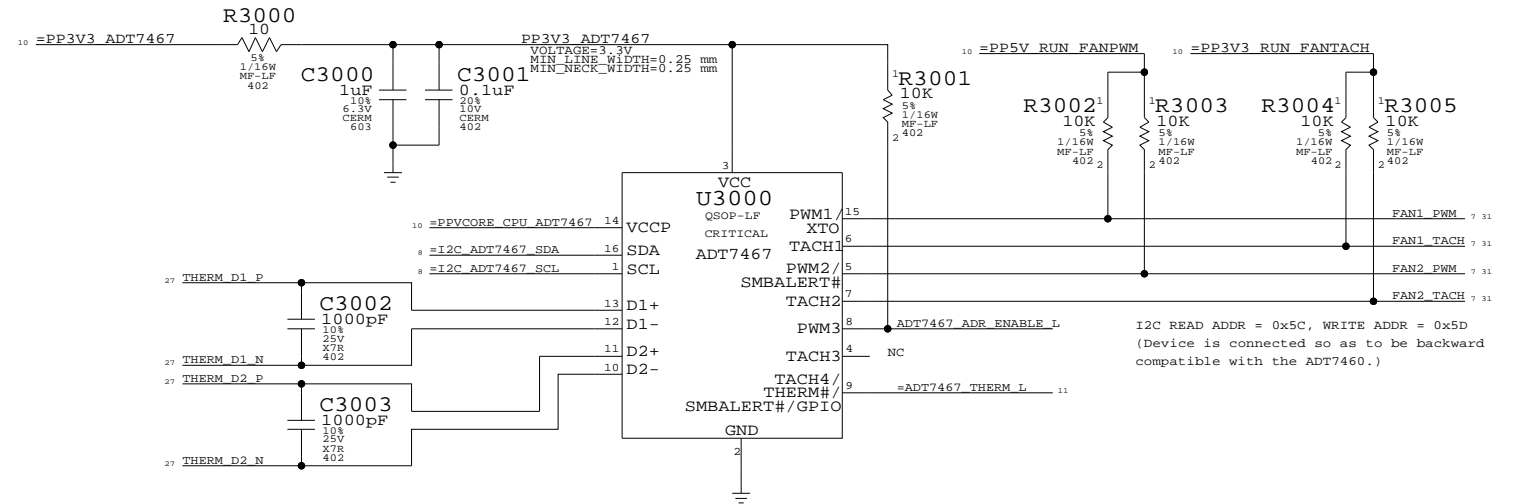 R3000
10
10 =PP3V3_ADT7467
5%
1/16W
MF-LF
402
PP3V3_ADT7467
VOLTAGE=3.3V
MIN_LINE_WIDTH=0.25 mm
MIN_NECK_WIDTH=0.25 mm
C3000
1uF
10%
6.3V
CERM
603
C3001
0.1uF
20%
10V
CERM
402
1
R3001
10K
5%
1/16W
MF-LF
402
2
10 =PP5V_RUN_FANPWM
10 =PP3V3_RUN_FANTACH
R3002 1
10K
5%
1/16W
MF-LF
402 2
1 R3003
10K
5%
1/16W
MF-LF
2 402
R3004 1
10K
5%
1/16W
MF-LF
402 2
1 R3005
10K
5%
1/16W
MF-LF
2 402
3
VCC
U3000
QSOP-LF
CRITICAL
ADT7467
10 =PPVCORE_CPU_ADT7467 14 VCCP
8 =I2C_ADT7467_SDA 16 SDA
8 =I2C_ADT7467_SCL 1 SCL
27 THERM_D1_P
C3002
1000pF
10%
25V
X7R
402
27 THERM_D1_N
13 D1+
12 D1-
11 D2+
10 D2-
27 THERM_D2_P
C3003
1000pF
10%
25V
X7R
402
27 THERM_D2_N
PWM1/ 15
XTO
FAN1_PWM 7 31
TACH1 6
FAN1_TACH 7 31
PWM2/ 5
SMBALERT#
FAN2_PWM 7 31
TACH2 7
FAN2_TACH 7 31
PWM3 8 ADT7467_ADR_ENABLE_L
TACH3 4 NC
TACH4/
THERM#/ 9 =ADT7467_THERM_L 11
SMBALERT#/GPIO
GND
2
I2C READ ADDR = 0x5C, WRITE ADDR = 0x5D
(Device is connected so as to be backward
compatible with the ADT7460.)